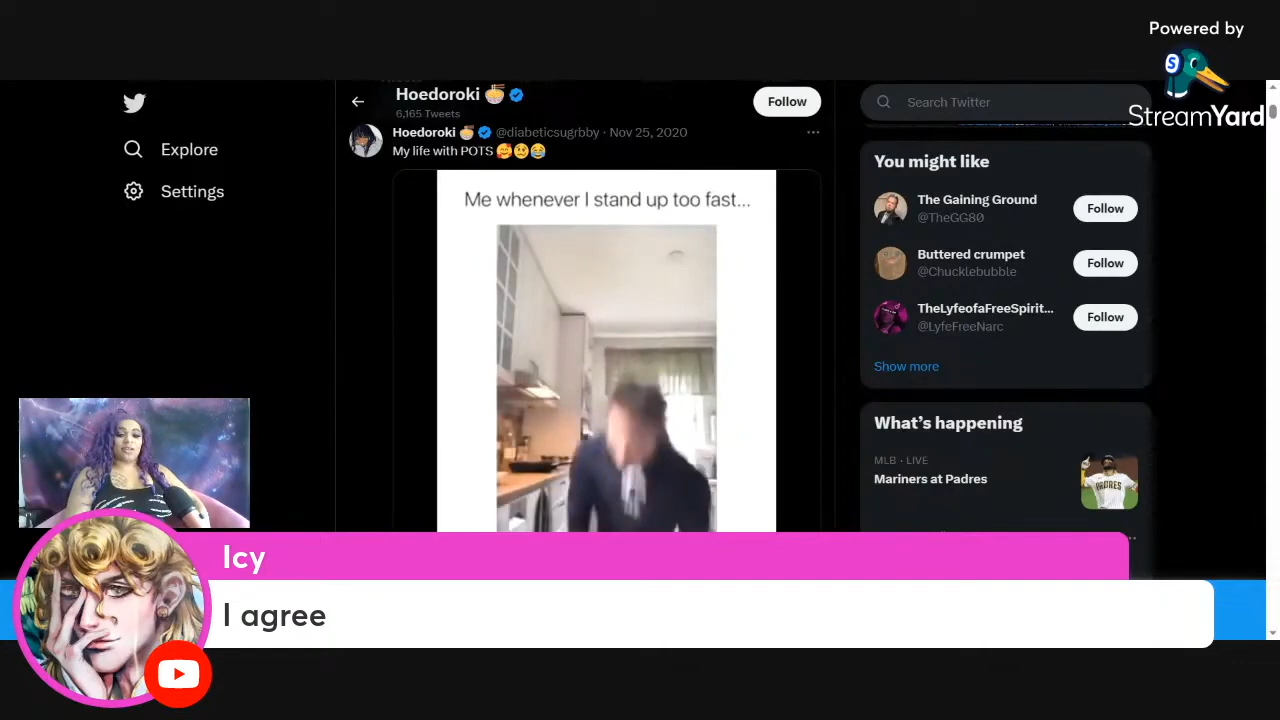 Powered by
StreamYard
Explore
Settings
Hoedoroki 🍜
6,165 Tweets
Follow
Hoedoroki 🍜 @diabeticsugrbby · Nov 25, 2020
My life with POTS 🥰🥴😂
Me whenever I stand up too fast...
Search Twitter
You might like
The Gaining Ground
@TheGG80
Follow
Buttered crumpet
@Chucklebubble
Follow
TheLyfeofaFreeSpirit...
@LyfeFreeNarc
Follow
Show more
What's happening
MLB · LIVE
Mariners at Padres
PADRES
Icy
I agree